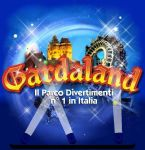 Gardaland
Il Parco Divertimenti
n° 1 in Italia